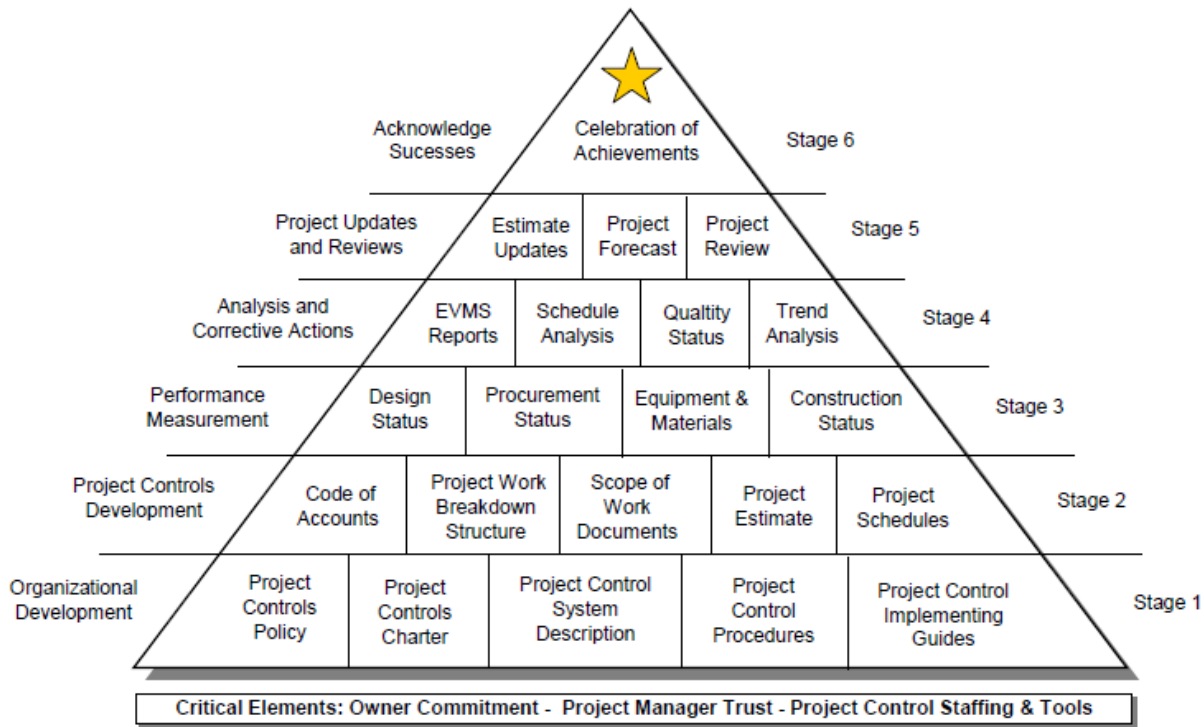 Acknowledge
Sucesses
Celebration of
Achievements
Stage 6
Project Updates
and Reviews
Estimate
Updates
Project
Forecast
Project
Review
Stage 5
Analysis and
Corrective Actions
EVMS
Reports
Schedule
Analysis
Qualtity
Status
Trend
Analysis
Stage 4
Performance
Measurement
Design
Status
Procurement
Status
Equipment &
Materials
Construction
Status
Stage 3
Project Controls
Development
Code of
Accounts
Project Work
Breakdown
Structure
Scope of
Work
Documents
Project
Estimate
Project
Schedules
Stage 2
Organizational
Development
Project
Controls
Policy
Project
Controls
Charter
Project Control
System
Description
Project
Control
Procedures
Project Control
Implementing
Guides
Stage 1
Critical Elements: Owner Commitment - Project Manager Trust - Project Control Staffing & Tools